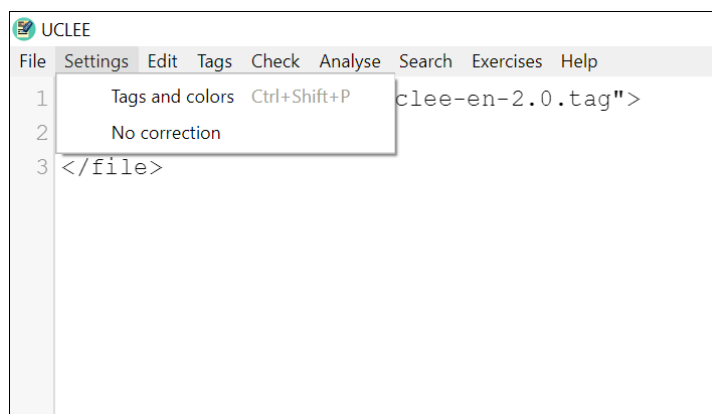 UCLEE
File Settings Edit Tags Check Analyse Search Exercises Help
Tags and colors Ctrl+Shift+P
No correction
1 clee-en-2.0.tag">
2
3 </file>